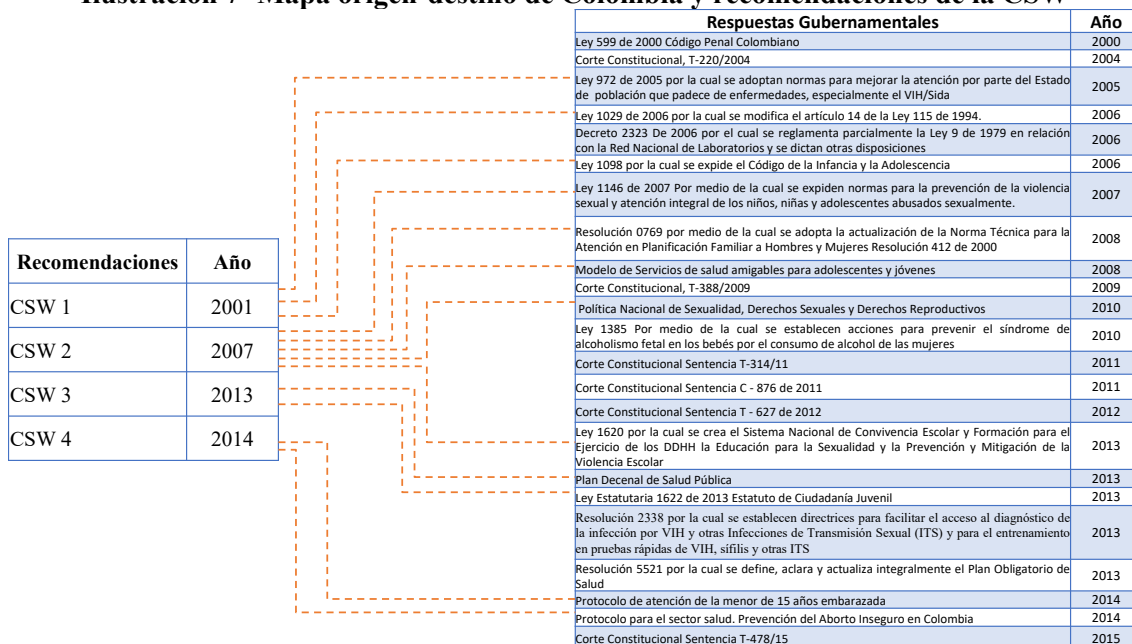 Ilustración 7 Mapa origen-destino de Colombia y recomendaciones de la CSW
Respuestas Gubernamentales Año
Ley 599 de 2000 Código Penal Colombiano 2000
Corte Constitucional, T-220/2004 2004
Ley 972 de 2005 por la cual se adoptan normas para mejorar la atención por parte del Estado
de población que padece de enfermedades, especialmente el VIH/Sida 2005
Ley 1029 de 2006 por la cual se modifica el artículo 14 de la Ley 115 de 1994. 2006
Decreto 2323 De 2006 por el cual se reglamenta parcialmente la Ley 9 de 1979 en relación
con la Red Nacional de Laboratorios y se dictan otras disposiciones 2006
Ley 1098 por la cual se expide el Código de la Infancia y la Adolescencia 2006
Ley 1146 de 2007 Por medio de la cual se expiden normas para la prevención de la violencia
sexual y atención integral de los niños, niñas y adolescentes abusados sexualmente. 2007
Resolución 0769 por medio de la cual se adopta la actualización de la Norma Técnica para la
Atención en Planificación Familiar a Hombres y Mujeres Resolución 412 de 2000 2008
Modelo de Servicios de salud amigables para adolescentes y jóvenes 2008
Corte Constitucional, T-388/2009 2009
Política Nacional de Sexualidad, Derechos Sexuales y Derechos Reproductivos 2010
Ley 1385 Por medio de la cual se establecen acciones para prevenir el síndrome de
alcoholismo fetal en los bebés por el consumo de alcohol de las mujeres 2010
Corte Constitucional Sentencia T-314/11 2011
Corte Constitucional Sentencia C - 876 de 2011 2011
Corte Constitucional Sentencia T - 627 de 2012 2012
Ley 1620 por la cual se crea el Sistema Nacional de Convivencia Escolar y Formación para el
Ejercicio de los DDHH la Educación para la Sexualidad y la Prevención y Mitigación de la
Violencia Escolar 2013
Plan Decenal de Salud Pública 2013
Ley Estatutaria 1622 de 2013 Estatuto de Ciudadanía Juvenil 2013
Resolución 2338 por la cual se establecen directrices para facilitar el acceso al diagnóstico de
la infección por VIH y otras Infecciones de Transmisión Sexual (ITS) y para el entrenamiento
en pruebas rápidas de VIH, sífilis y otras ITS 2013
Resolución 5521 por la cual se define, aclara y actualiza integralmente el Plan Obligatorio de
Salud 2013
Protocolo de atención de la menor de 15 años embarazada 2014
Protocolo para el sector salud. Prevención del Aborto Inseguro en Colombia 2014
Corte Constitucional Sentencia T-478/15 2015
Recomendaciones Año
CSW 1 2001
CSW 2 2007
CSW 3 2013
CSW 4 2014